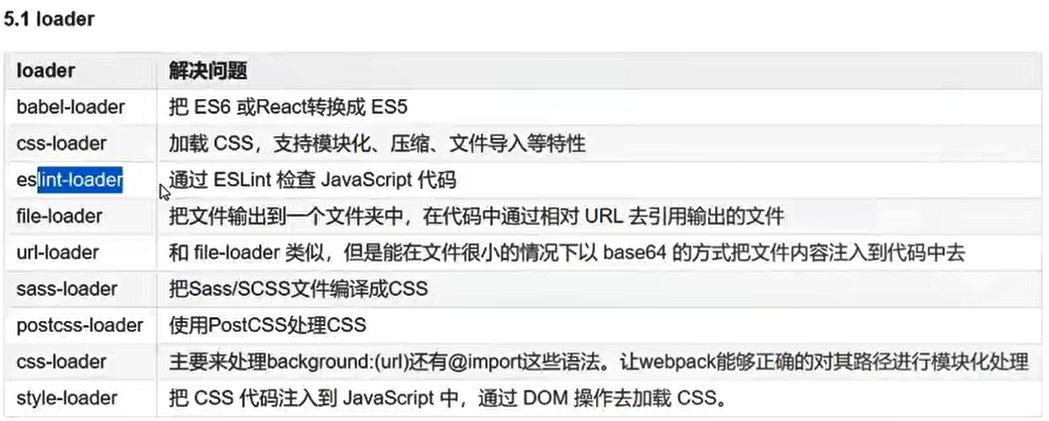 5.1 loader
loader 解决问题
babel-loader 把 ES6 或React转换成 ES5
css-loader 加载 CSS，支持模块化、压缩、文件导入等特性
eslint-loader 通过 ESLint 检查 JavaScript 代码
file-loader 把文件输出到一个文件夹中，在代码中通过相对 URL 去引用输出的文件
url-loader 和 file-loader 类似，但是能在文件很小的情况下以 base64 的方式把文件内容注入到代码中去
sass-loader 把Sass/SCSS文件编译成CSS
postcss-loader 使用PostCSS处理CSS
css-loader 主要来处理background:(url)还有@import这些语法。让webpack能够正确的对其路径进行模块化处理
style-loader 把 CSS 代码注入到 JavaScript 中，通过 DOM 操作去加载 CSS。